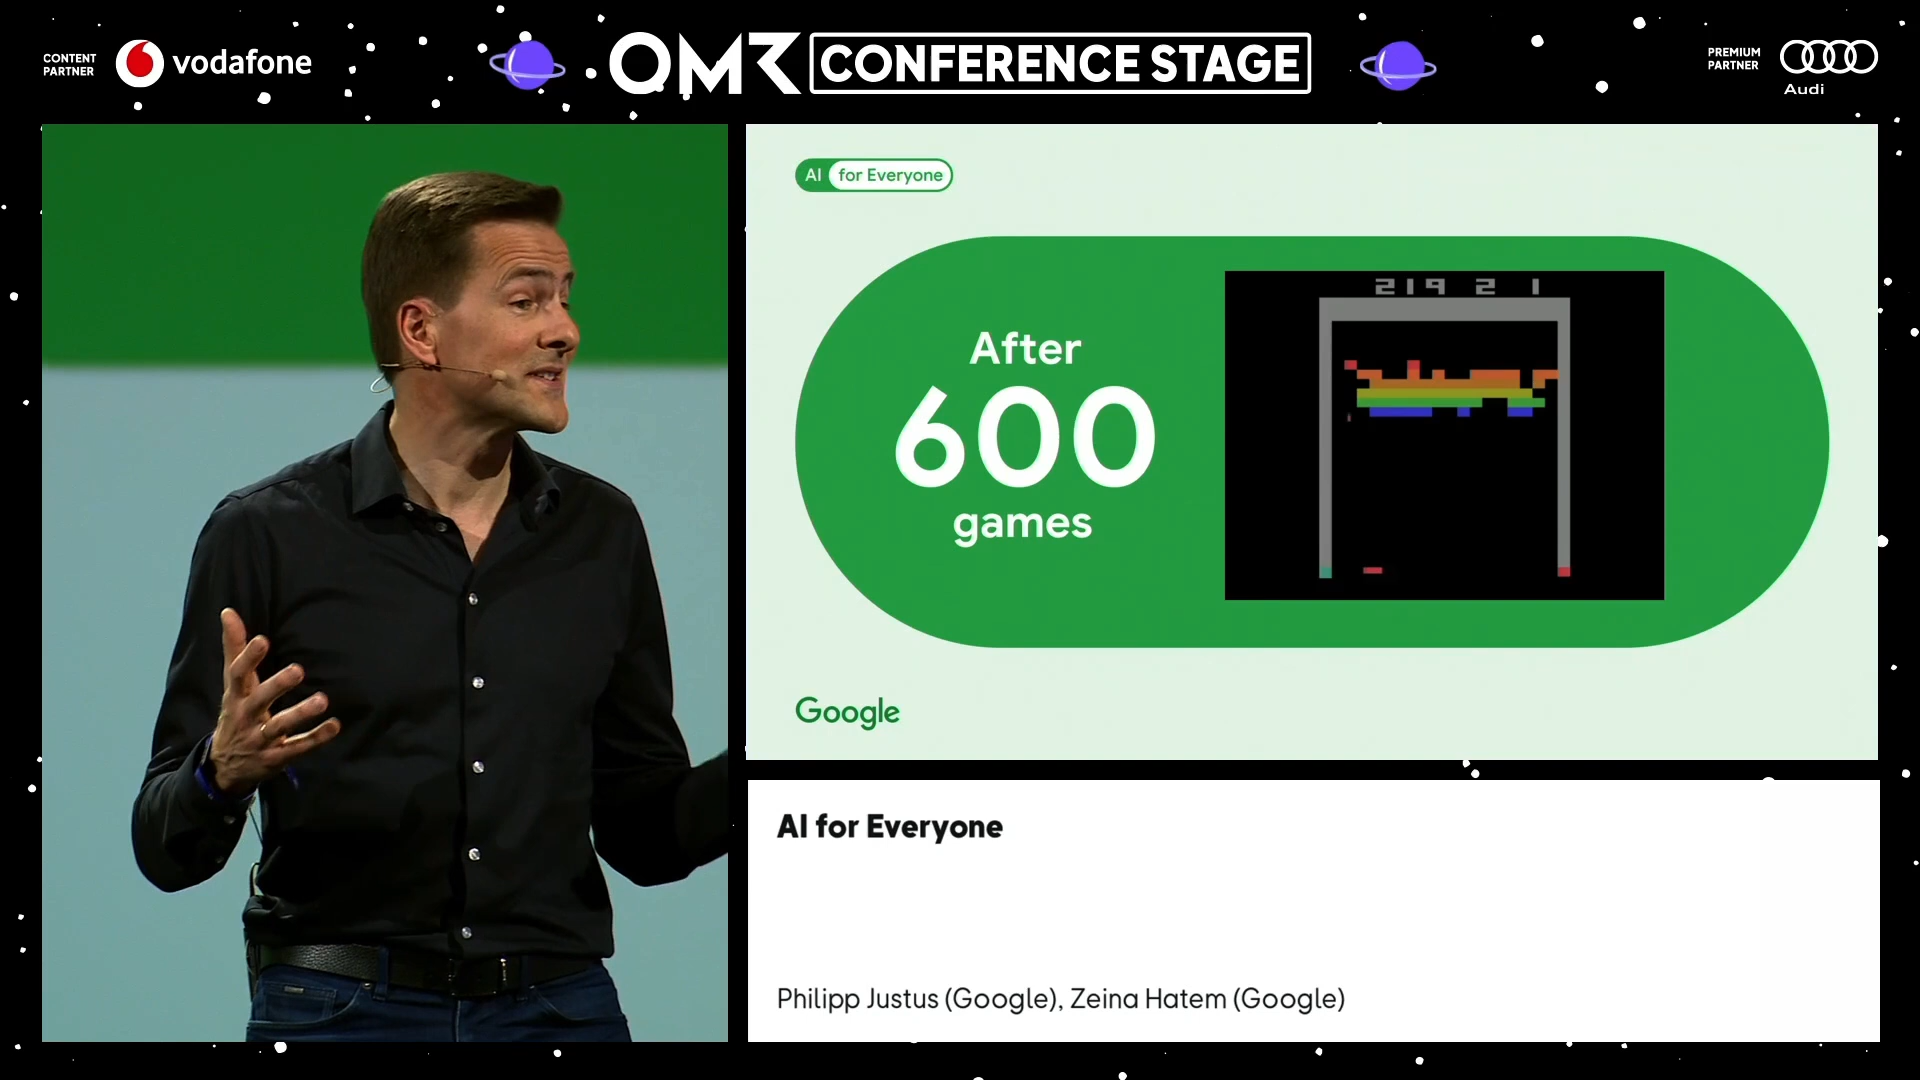 CONTENT
PARTNER
vodafone
OMR CONFERENCE STAGE
PREMIUM
PARTNER
Audi
AI for Everyone
219 2 1
After
600
games
Google
AI for Everyone
Philipp Justus (Google), Zeina Hatem (Google)